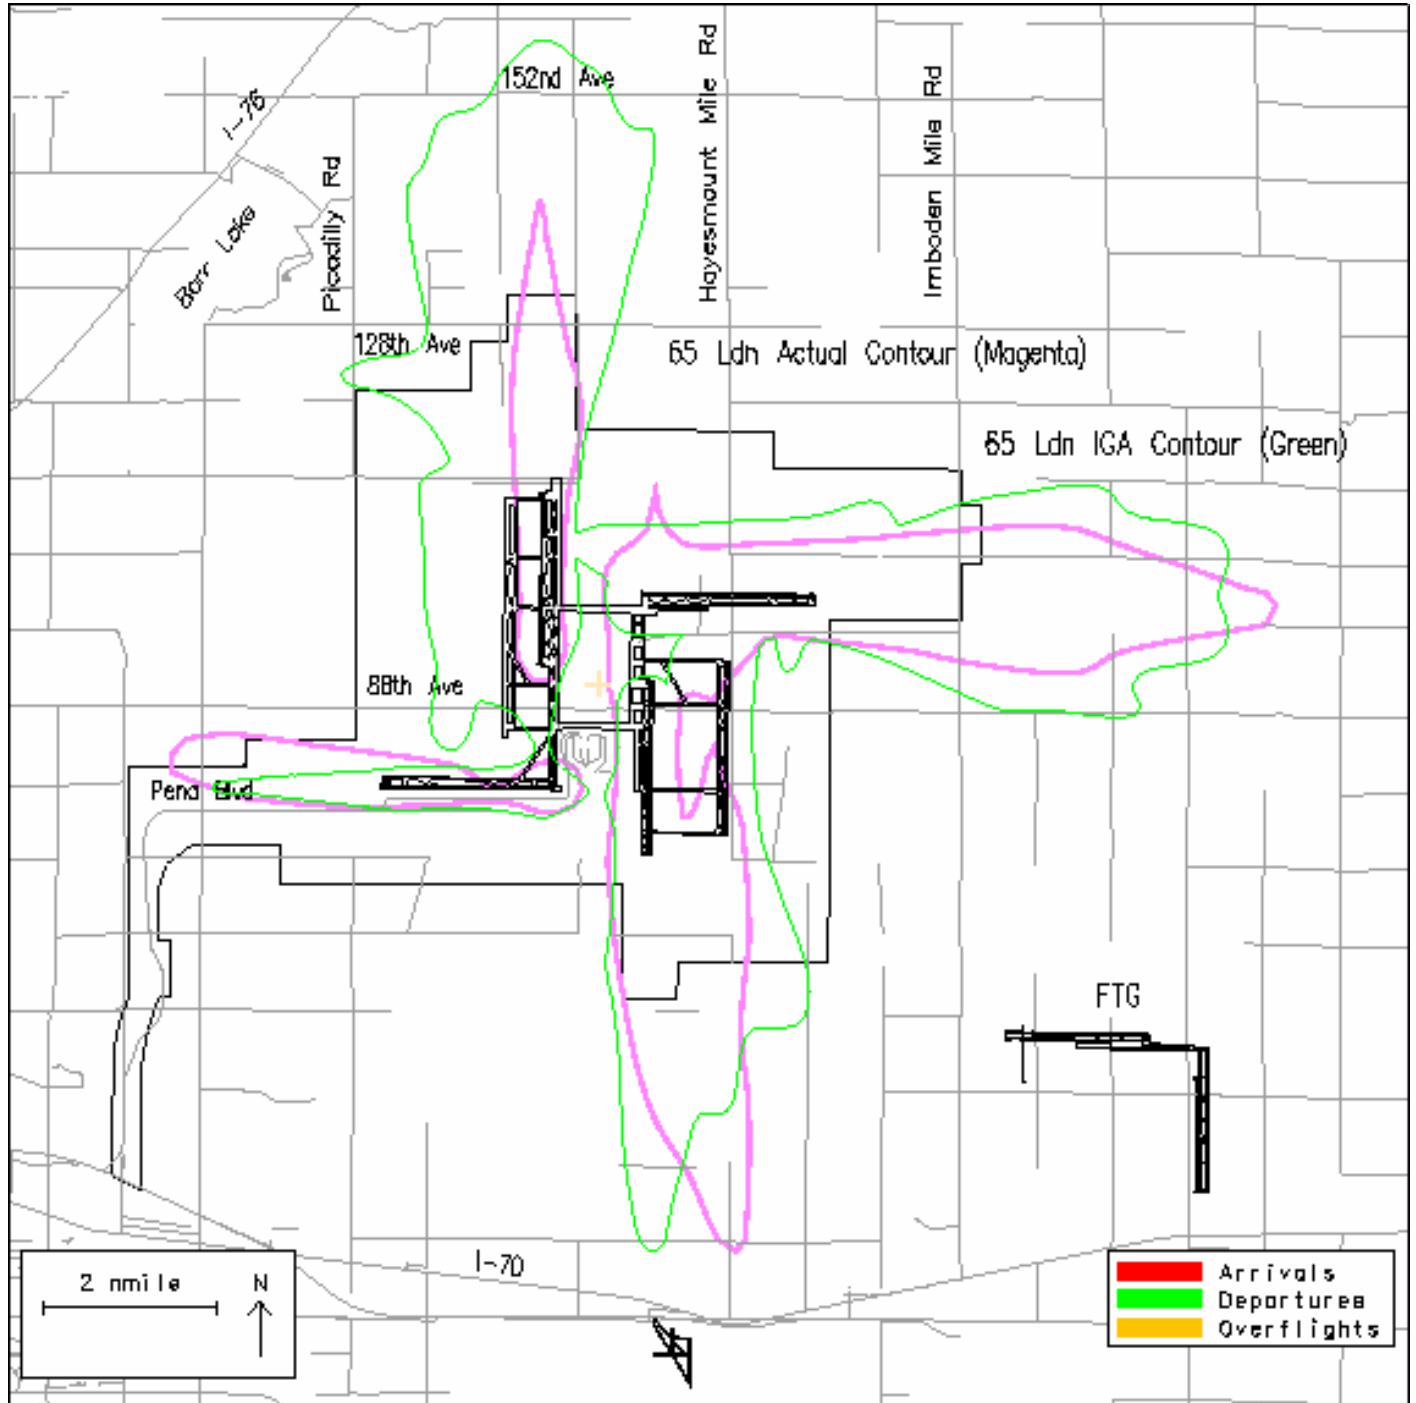 152nd Ave
I-76
Barr Lake
Picadilly Rd
Hayesmount Mile Rd
Imboden Mile Rd
128th Ave
65 Ldn Actual Contour (Magenta)
65 Ldn IGA Contour (Green)
88th Ave
Pena Blvd
FTG
I-70
2 nmile
N
Arrivals
Departures
Overflights